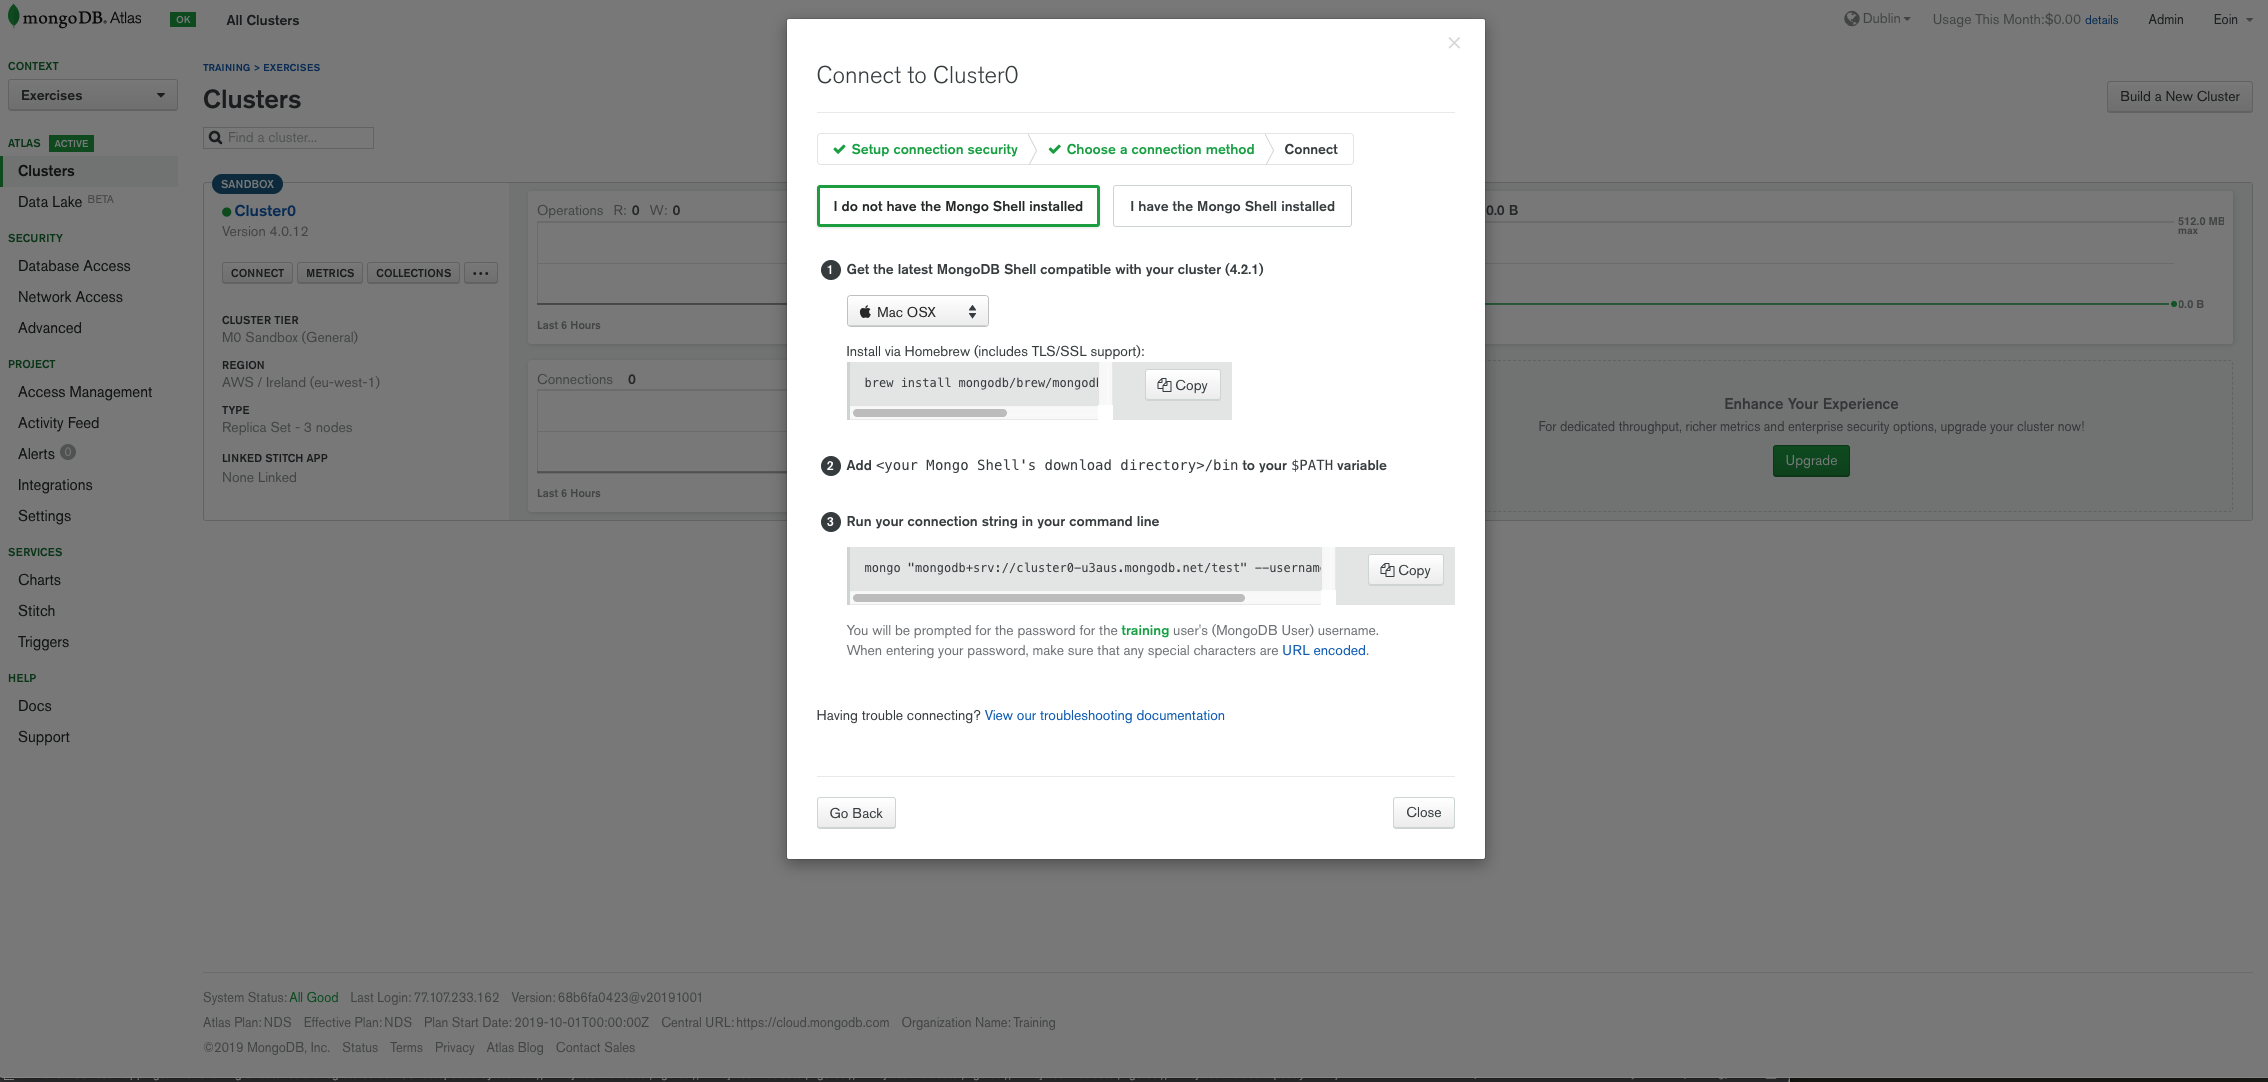 mongoDB. Atlas
OK
All Clusters
Dublin
Usage This Month:$0.00 details
Admin
Eoin
CONTEXT
Exercises
ATLAS ACTIVE
Clusters
Data Lake BETA
SECURITY
Database Access
Network Access
Advanced
PROJECT
Access Management
Activity Feed
Alerts 0
Integrations
Settings
SERVICES
Charts
Stitch
Triggers
HELP
Docs
Support
TRAINING > EXERCISES
Clusters
Find a cluster...
Build a New Cluster
SANDBOX
Cluster0
Version 4.0.12
CONNECT METRICS COLLECTIONS ...
CLUSTER TIER
M0 Sandbox (General)
REGION
AWS / Ireland (eu-west-1)
TYPE
Replica Set - 3 nodes
LINKED STITCH APP
None Linked
Operations R: 0 W: 0
Last 6 Hours
Connections 0
Last 6 Hours
Connect to Cluster0
Setup connection security
Choose a connection method
Connect
I do not have the Mongo Shell installed
I have the Mongo Shell installed
1 Get the latest MongoDB Shell compatible with your cluster (4.2.1)
Mac OSX
Install via Homebrew (includes TLS/SSL support):
brew install mongodb/brew/mongodb
Copy
2 Add <your Mongo Shell's download directory>/bin to your $PATH variable
3 Run your connection string in your command line
mongo "mongodb+srv://cluster0-u3aus.mongodb.net/test" --username
Copy
You will be prompted for the password for the training user's (MongoDB User) username.
When entering your password, make sure that any special characters are URL encoded.
Having trouble connecting? View our troubleshooting documentation
Go Back
Close
0.0 B
512.0 MB
max
0.0 B
Enhance Your Experience
For dedicated throughput, richer metrics and enterprise security options, upgrade your cluster now!
Upgrade
System Status: All Good Last Login: 77.107.233.162 Version: 68b6fa0423@v20191001
Atlas Plan: NDS Effective Plan: NDS Plan Start Date: 2019-10-01T00:00:00Z Central URL: https://cloud.mongodb.com Organization Name: Training
©2019 MongoDB, Inc. Status Terms Privacy Atlas Blog Contact Sales